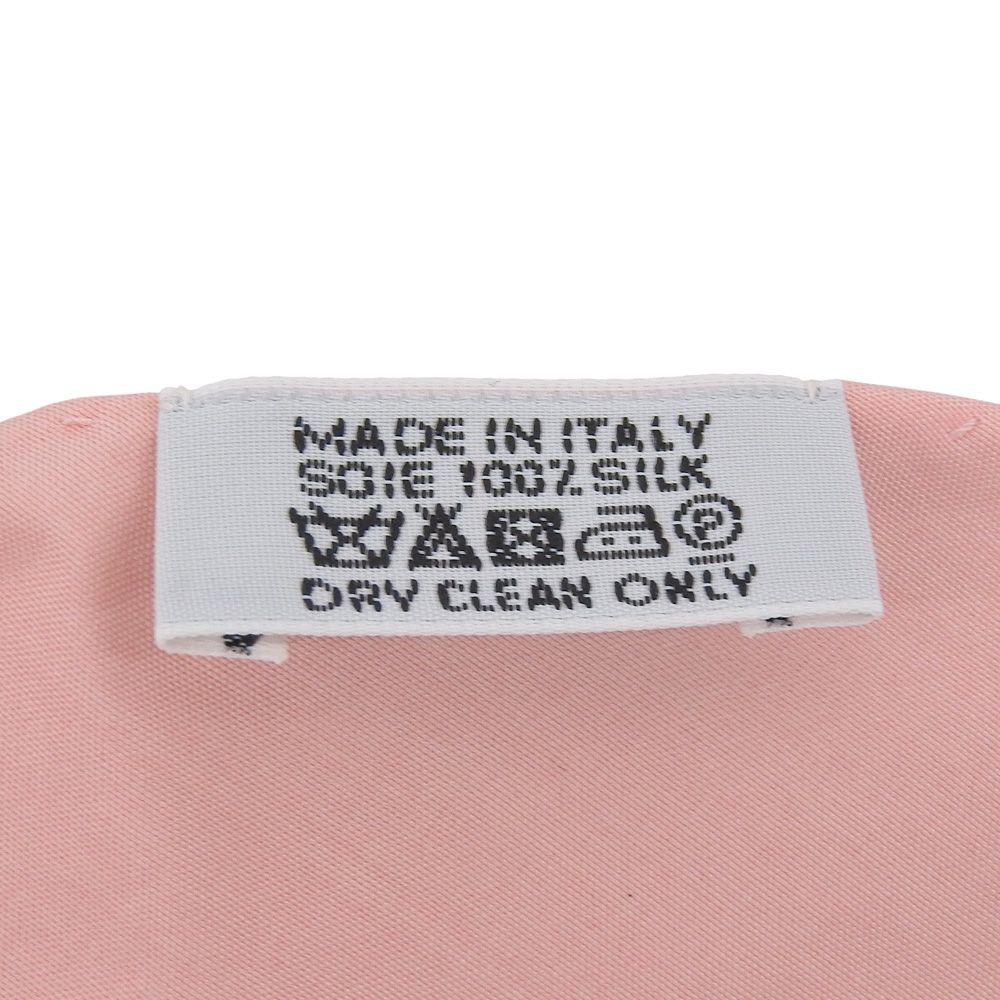 MADE IN ITALY
SOIE 100% SILK
P
DRY CLEAN ONLY